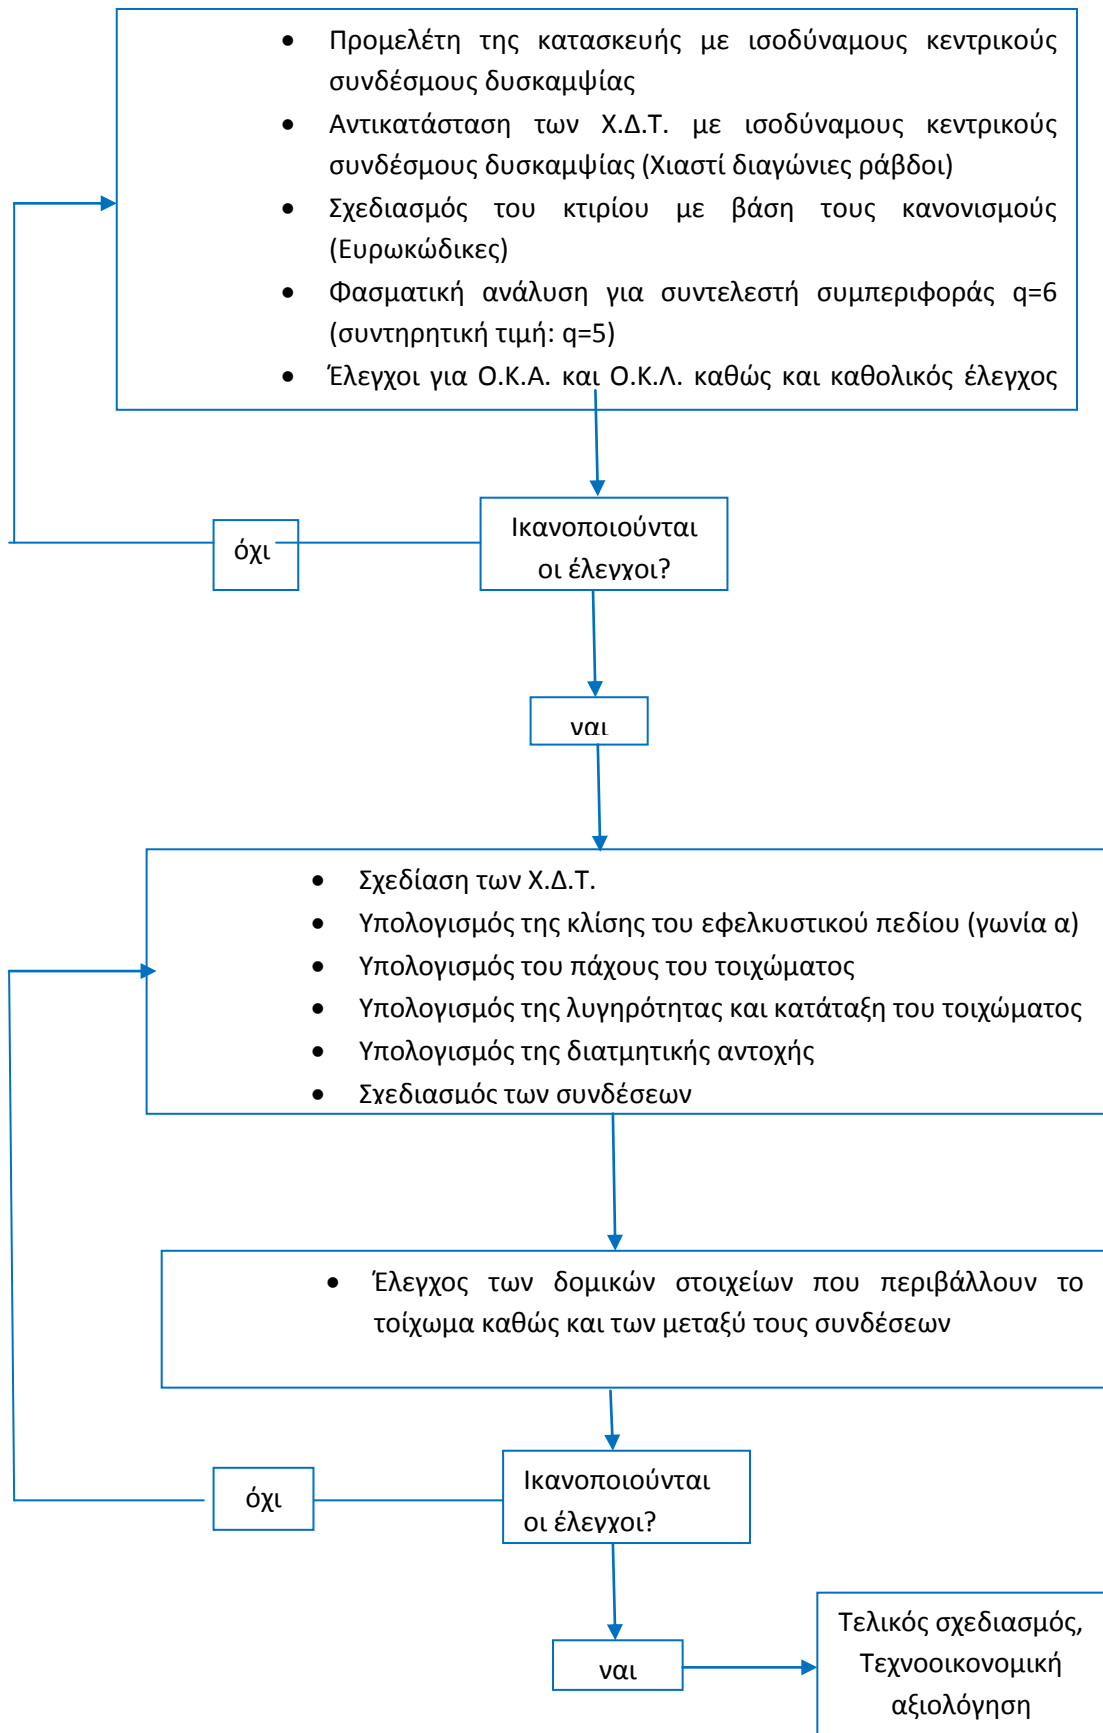 • Προμελέτη της κατασκευής με ισοδύναμους κεντρικούς
συνδέσμους δυσκαμψίας
• Αντικατάσταση των Χ.Δ.Τ. με ισοδύναμους κεντρικούς
συνδέσμους δυσκαμψίας (Χιαστί διαγώνιες ράβδοι)
• Σχεδιασμός του κτιρίου με βάση τους κανονισμούς
(Ευρωκώδικες)
• Φασματική ανάλυση για συντελεστή συμπεριφοράς q=6
(συντηρητική τιμή: q=5)
• Έλεγχοι για Ο.Κ.Α. και Ο.Κ.Λ. καθώς και καθολικός έλεγχος
Ικανοποιούνται
οι έλεγχοι?
όχι
ναι
• Σχεδίαση των Χ.Δ.Τ.
• Υπολογισμός της κλίσης του εφελκυστικού πεδίου (γωνία α)
• Υπολογισμός του πάχους του τοιχώματος
• Υπολογισμός της λυγηρότητας και κατάταξη του τοιχώματος
• Υπολογισμός της διατμητικής αντοχής
• Σχεδιασμός των συνδέσεων
• Έλεγχος των δομικών στοιχείων που περιβάλλουν το
τοίχωμα καθώς και των μεταξύ τους συνδέσεων
Ικανοποιούνται
οι έλεγχοι?
όχι
ναι
Τελικός σχεδιασμός,
Τεχνοοικονομική
αξιολόγηση